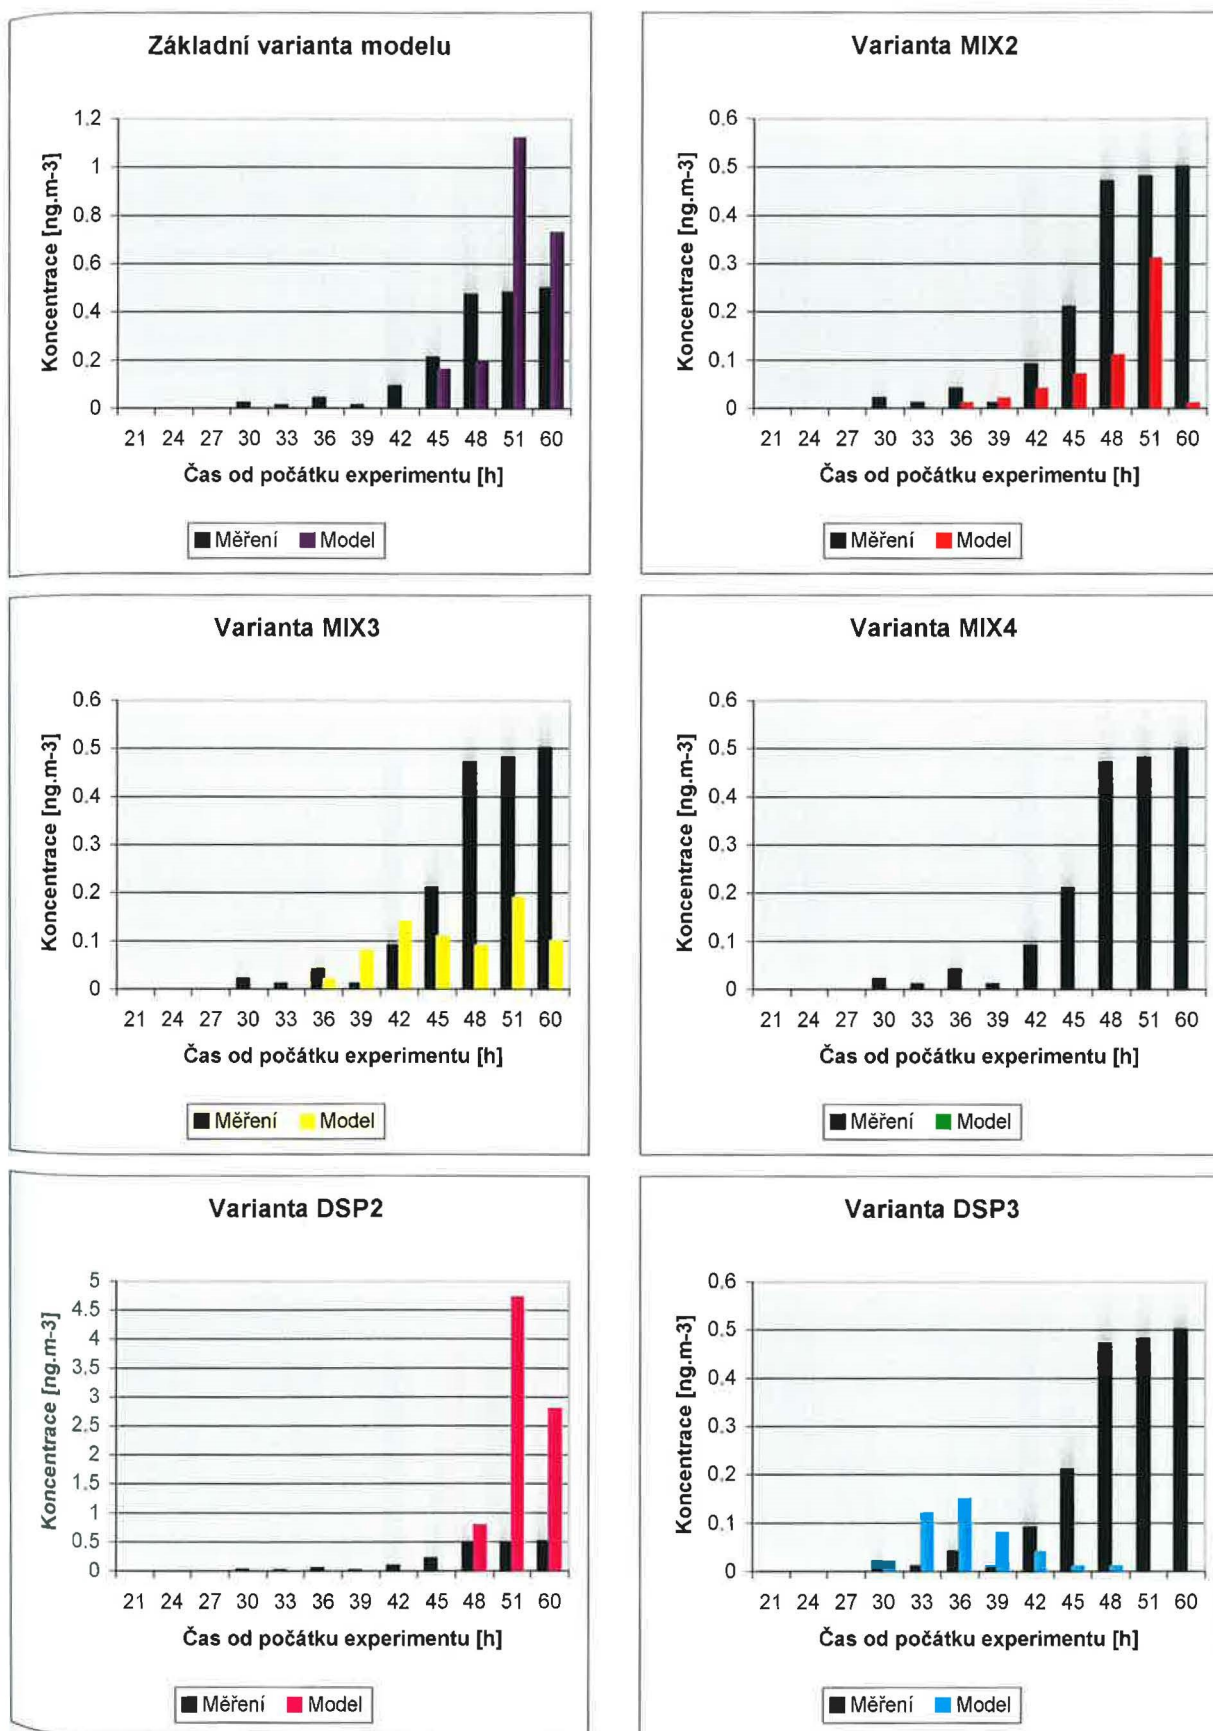 Základní varianta modelu
Koncentrace [ng.m-3]
1,2
1
0,8
0,6
0,4
0,2
0
21 24 27 30 33 36 39 42 45 48 51 60
Čas od počátku experimentu [h]
Měření Model
Varianta MIX2
Koncentrace [ng.m-3]
0,6
0,5
0,4
0,3
0,2
0,1
0
21 24 27 30 33 36 39 42 45 48 51 60
Čas od počátku experimentu [h]
Měření Model
Varianta MIX3
Koncentrace [ng.m-3]
0,6
0,5
0,4
0,3
0,2
0,1
0
21 24 27 30 33 36 39 42 45 48 51 60
Čas od počátku experimentu [h]
Měření Model
Varianta MIX4
Koncentrace [ng.m-3]
0,6
0,5
0,4
0,3
0,2
0,1
0
21 24 27 30 33 36 39 42 45 48 51 60
Čas od počátku experimentu [h]
Měření Model
Varianta DSP2
Koncentrace [ng.m-3]
5
4,5
4
3,5
3
2,5
2
1,5
1
0,5
0
21 24 27 30 33 36 39 42 45 48 51 60
Čas od počátku experimentu [h]
Měření Model
Varianta DSP3
Koncentrace [ng.m-3]
0,6
0,5
0,4
0,3
0,2
0,1
0
21 24 27 30 33 36 39 42 45 48 51 60
Čas od počátku experimentu [h]
Měření Model